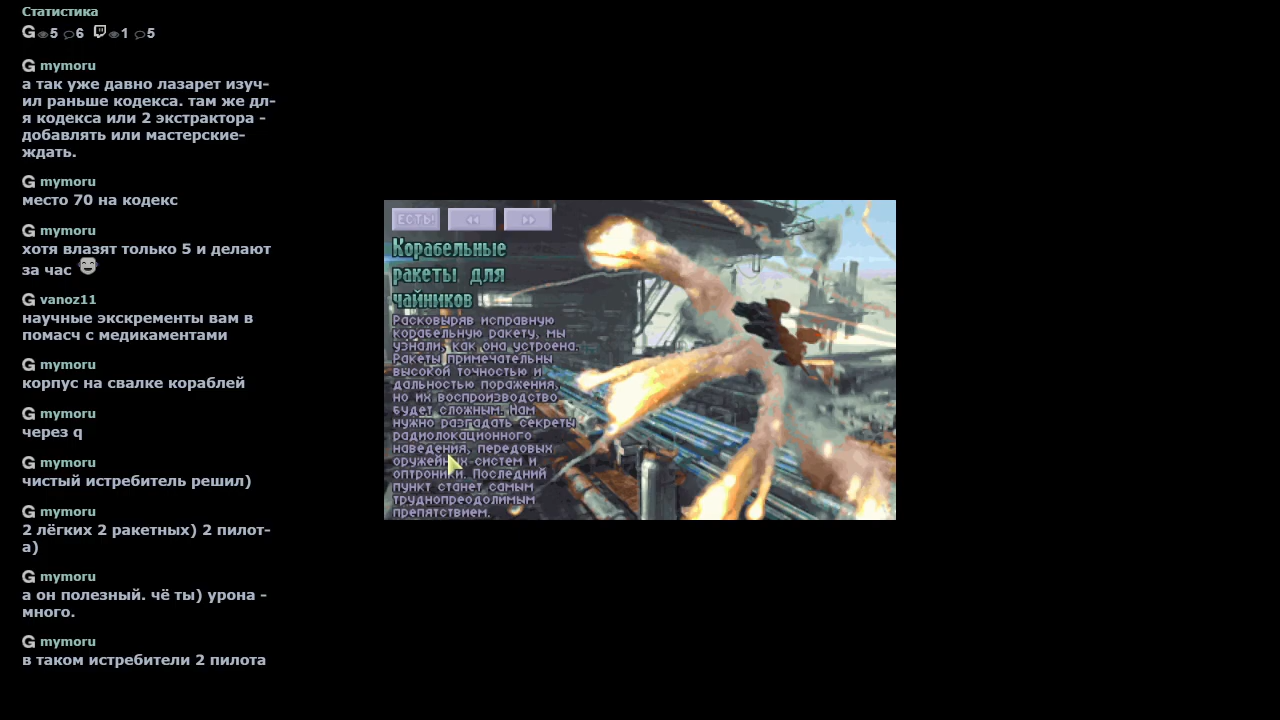 Статистика
5 6 1 5
mymoru
а так уже давно лазарет изуч-
ил раньше кодекса. там же дл-
я кодекса или 2 экстрактора -
добавлять или мастерские-
ждать.
mymoru
место 70 на кодекс
mymoru
хотя влазят только 5 и делают
за час
vanoz11
научные экскременты вам в
помасч с медикаментами
mymoru
корпус на свалке кораблей
mymoru
через q
mymoru
чистый истребитель решил)
mymoru
2 лёгких 2 ракетных) 2 пилот-
а)
mymoru
а он полезный. чё ты) урона -
много.
mymoru
в таком истребители 2 пилота
ЕСТЬ!
Корабельные
ракеты для
чайников
Расковыряв исправную
корабельную ракету, мы
узнали, как она устроена.
Ракеты примечательны
высокой точностью и
дальностью поражения,
но их воспроизводство
будет сложным. Нам
нужно разгадать секреты
радиолокационного
наведения, передовых
оружейных систем и
оптроники. Последний
пункт станет самым
труднопреодолимым
препятствием.